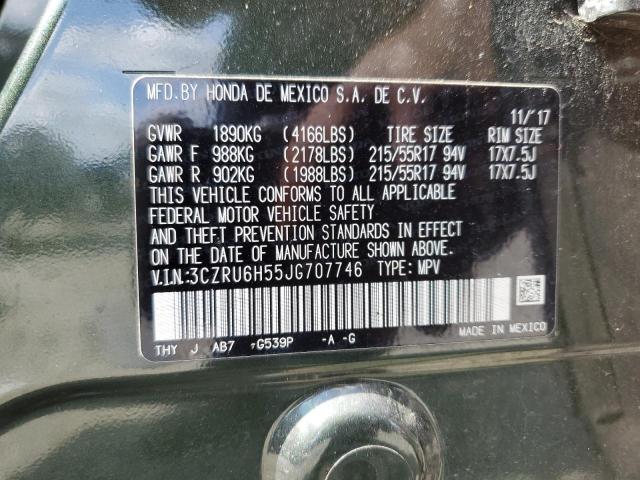 MFD. BY HONDA DE MEXICO S.A. DE C.V.
11/'17
GVWR 1890KG (4166LBS) TIRE SIZE RIM SIZE
GAWR F 988KG (2178LBS) 215/55R17 94V 17X7.5J
GAWR R 902KG (1988LBS) 215/55R17 94V 17X7.5J
THIS VEHICLE CONFORMS TO ALL APPLICABLE
FEDERAL MOTOR VEHICLE SAFETY
AND THEFT PREVENTION STANDARDS IN EFFECT
ON THE DATE OF MANUFACTURE SHOWN ABOVE.
V.I.N:3CZRU6H55JG707746 TYPE: MPV
MADE IN MEXICO
THY J AB7 -G539P -A -G